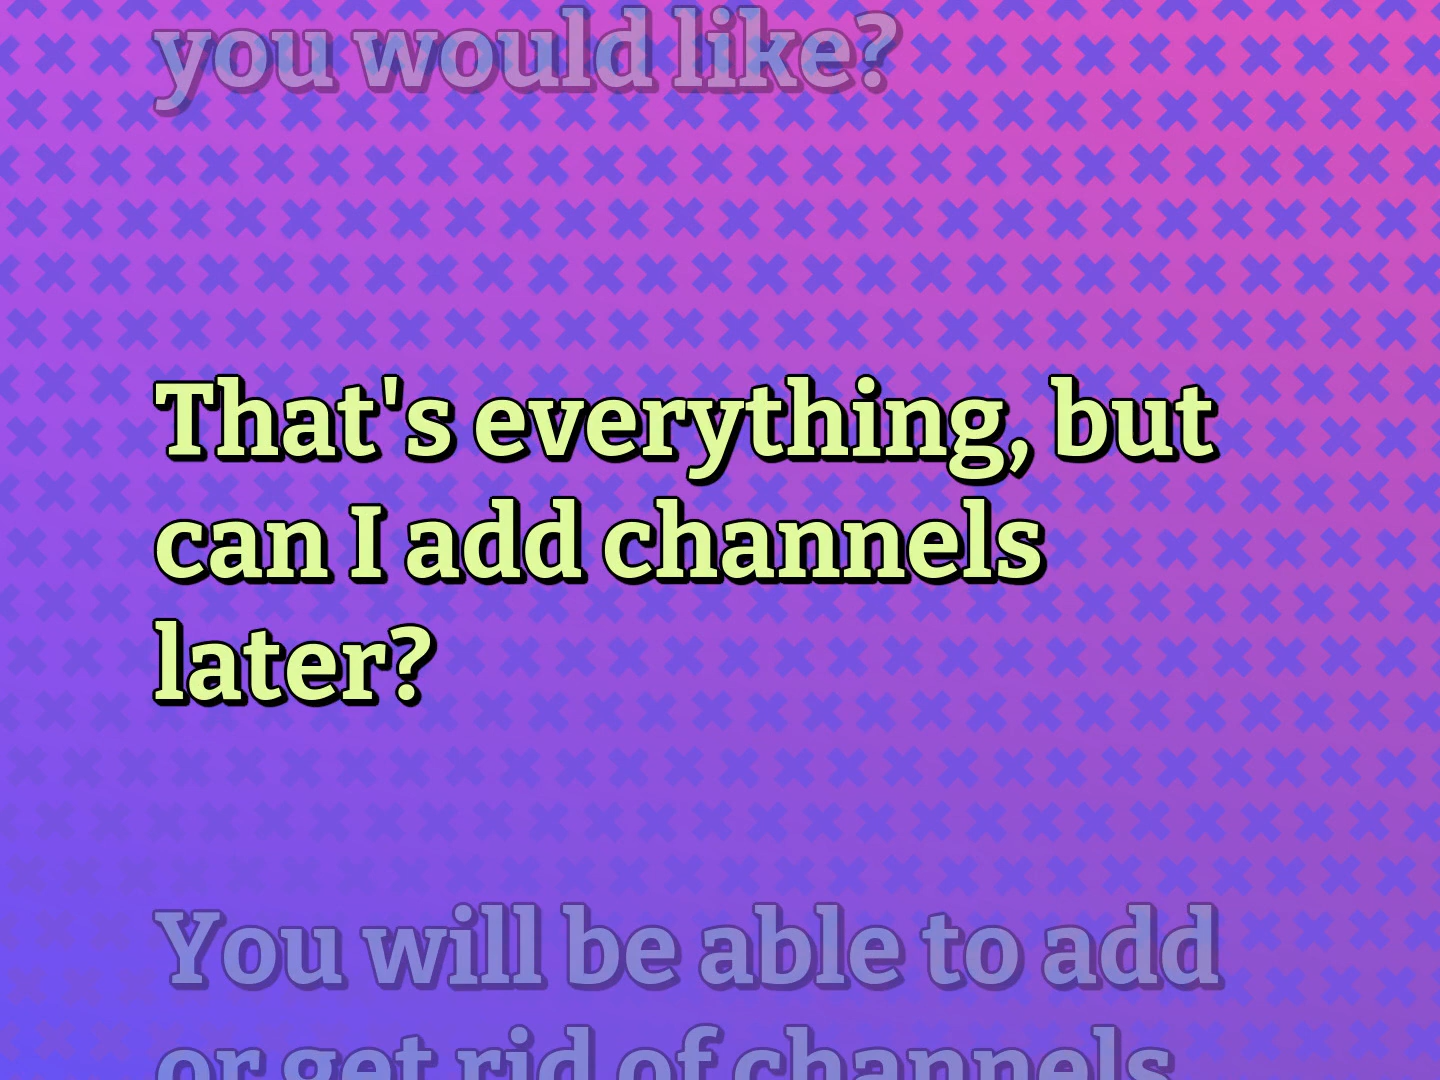 you would like?
That's everything, but
can I add channels
later?
You will be able to add
or get rid of channels